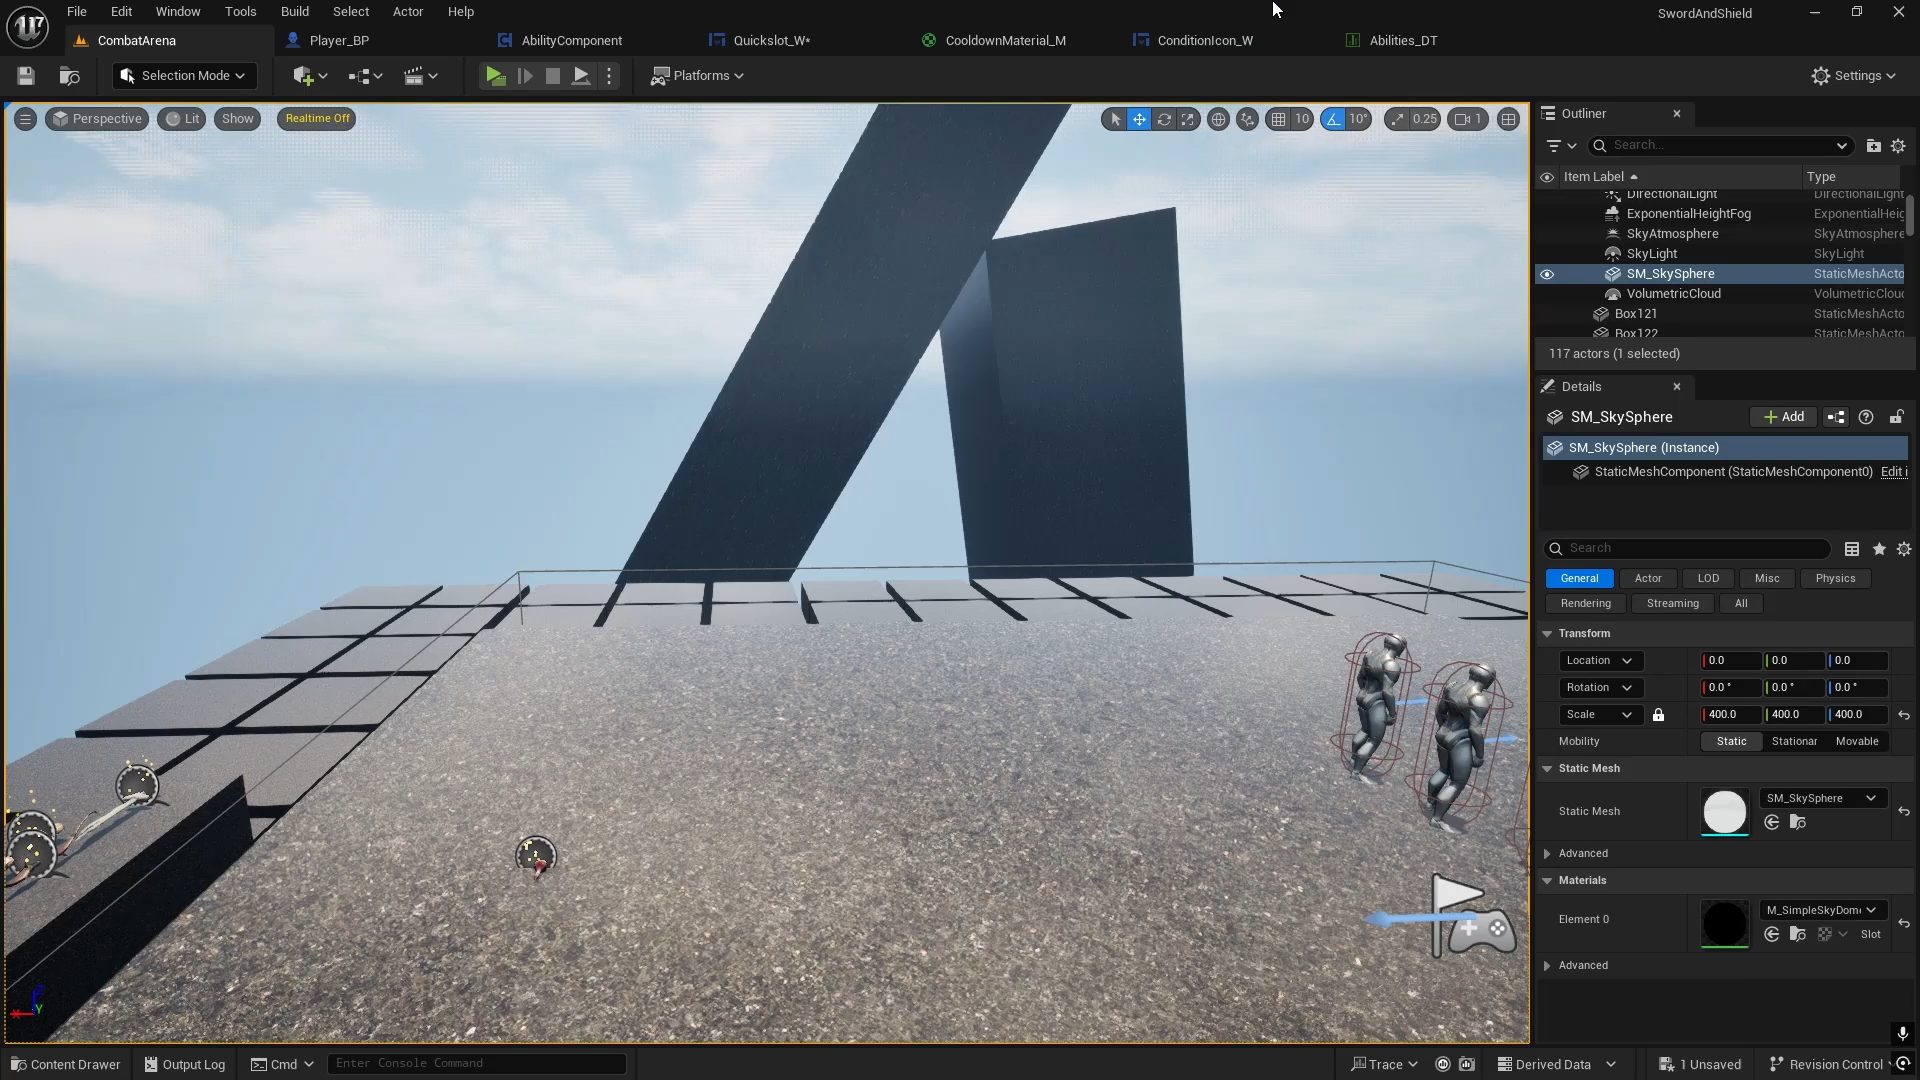 File Edit Window Tools Build Select Actor Help
SwordAndShield
CombatArena Player_BP AbilityComponent Quickslot_W* CooldownMaterial_M ConditionIcon_W Abilities_DT
Selection Mode Platforms Settings
Perspective Lit Show Realtime Off 10 10° 0.25 1
Outliner
Search...
Item Label Type
DirectionalLight DirectionalLight
ExponentialHeightFog ExponentialHeig
SkyAtmosphere SkyAtmosphere
SkyLight SkyLight
SM_SkySphere StaticMeshActo
VolumetricCloud VolumetricClou
Box121 StaticMeshActo
Box122 StaticMeshActo
117 actors (1 selected)
Details
SM_SkySphere Add
SM_SkySphere (Instance)
StaticMeshComponent (StaticMeshComponent0) Edit i
Search
General Actor LOD Misc Physics
Rendering Streaming All
Transform
Location 0.0 0.0 0.0
Rotation 0.0 ° 0.0 ° 0.0 °
Scale 400.0 400.0 400.0
Mobility Static Stationar Movable
Static Mesh
Static Mesh SM_SkySphere
Advanced
Materials
Element 0 M_SimpleSkyDom
Slot
Advanced
Content Drawer Output Log Cmd Enter Console Command Trace Derived Data 1 Unsaved Revision Control